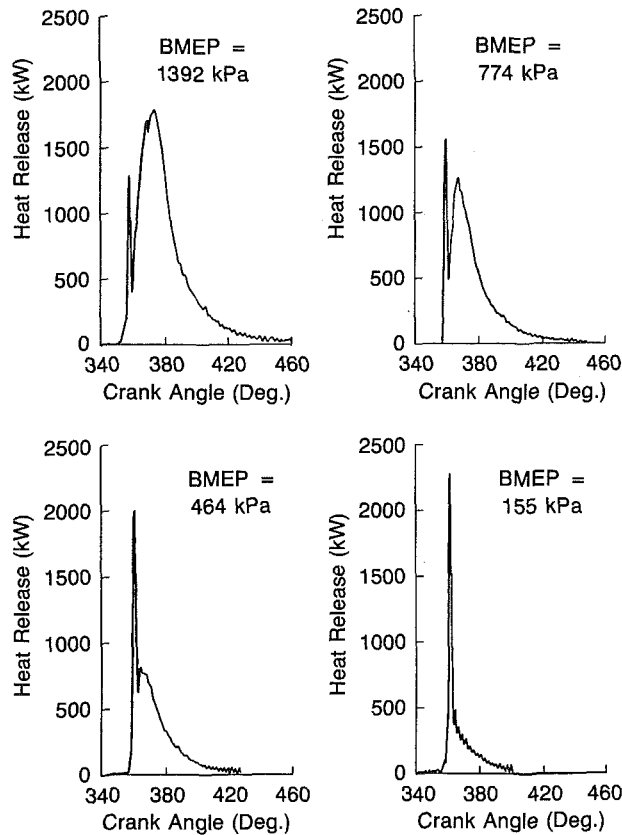 2500
2000
1500
1000
500
0
Heat Release (kW)
BMEP =
1392 kPa
340 380 420 460
Crank Angle (Deg.)
2500
2000
1500
1000
500
0
Heat Release (kW)
BMEP =
774 kPa
340 380 420 460
Crank Angle (Deg.)
2500
2000
1500
1000
500
0
Heat Release (kW)
BMEP =
464 kPa
340 380 420 460
Crank Angle (Deg.)
2500
2000
1500
1000
500
0
Heat Release (kW)
BMEP =
155 kPa
340 380 420 460
Crank Angle (Deg.)